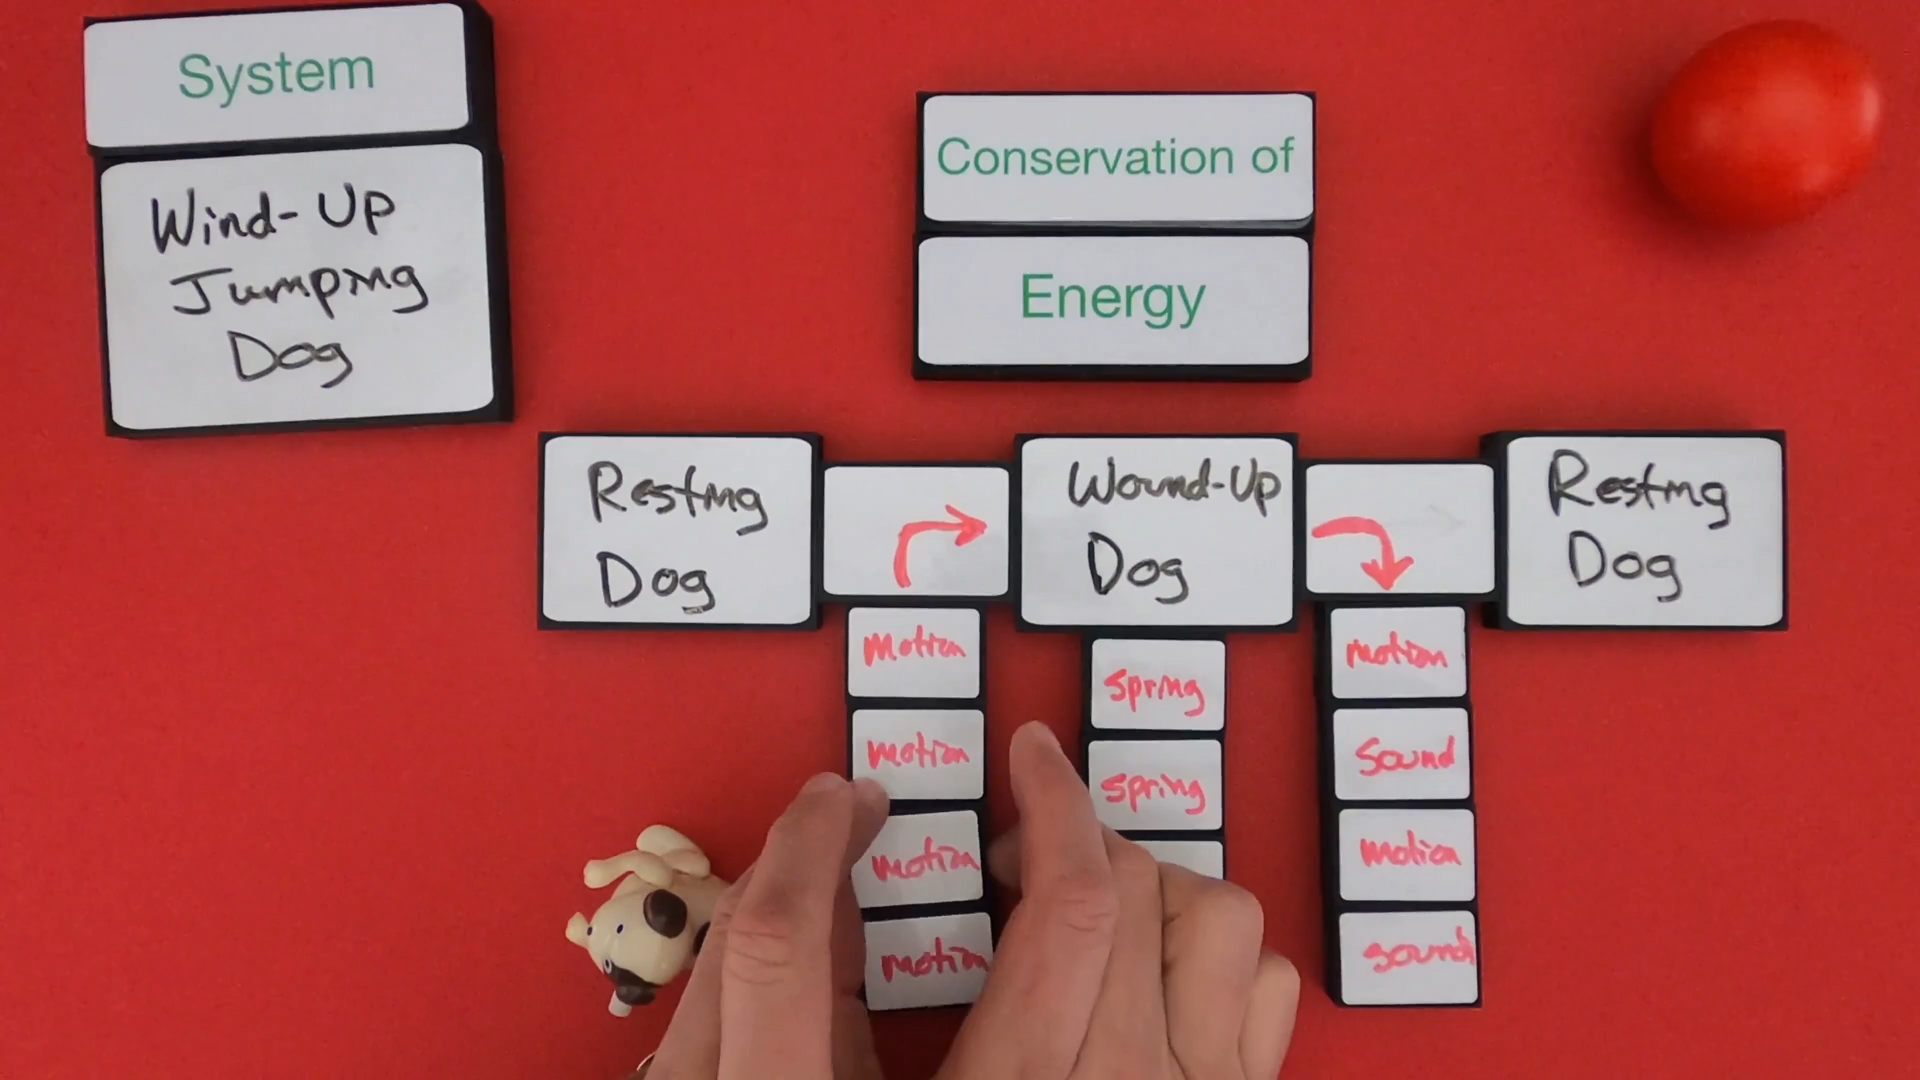 System
Wind-Up
Jumping
Dog
Conservation of
Energy
Resting
Dog
Wound-Up
Dog
Resting
Dog
motion
motion
motion
motion
spring
spring
motion
Sound
motion
sound